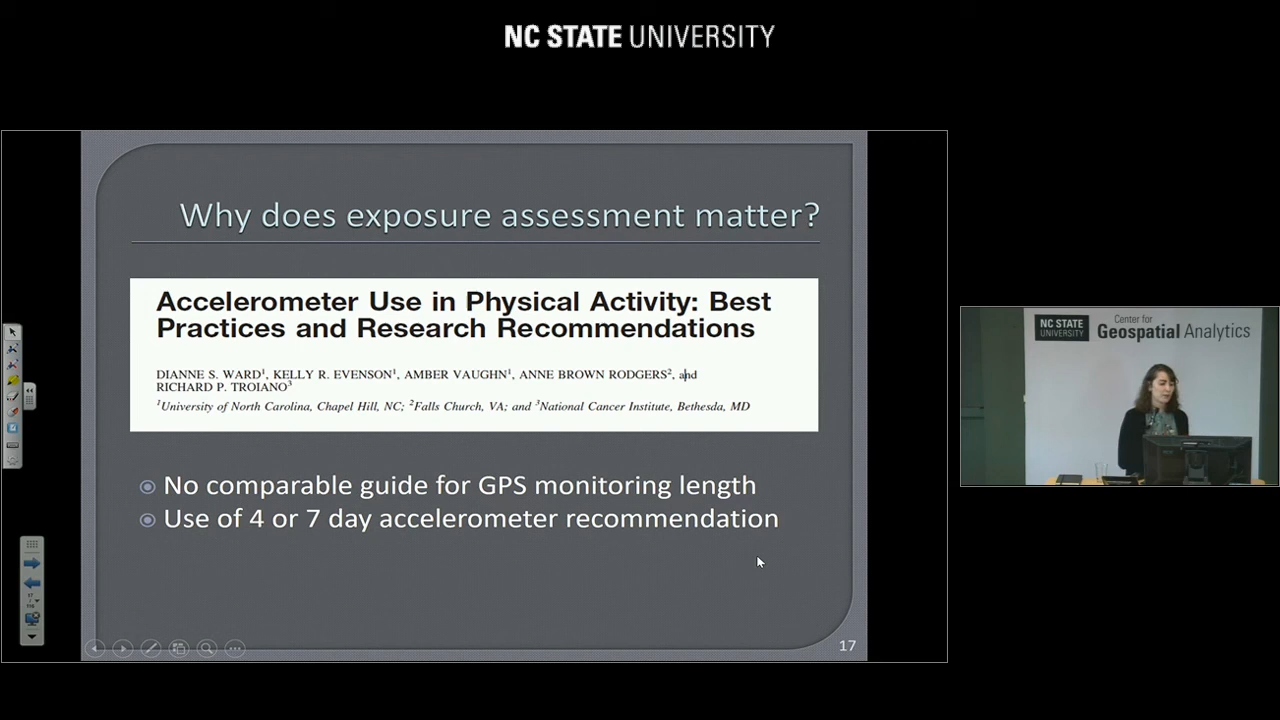 NC STATE UNIVERSITY
Why does exposure assessment matter?
Accelerometer Use in Physical Activity: Best
Practices and Research Recommendations
DIANNE S. WARD¹, KELLY R. EVENSON¹, AMBER VAUGHN¹, ANNE BROWN RODGERS², and
RICHARD P. TROIANO³
¹University of North Carolina, Chapel Hill, NC; ²Falls Church, VA; and ³National Cancer Institute, Bethesda, MD
No comparable guide for GPS monitoring length
Use of 4 or 7 day accelerometer recommendation
17
NC STATE
UNIVERSITY
Center for
Geospatial Analytics